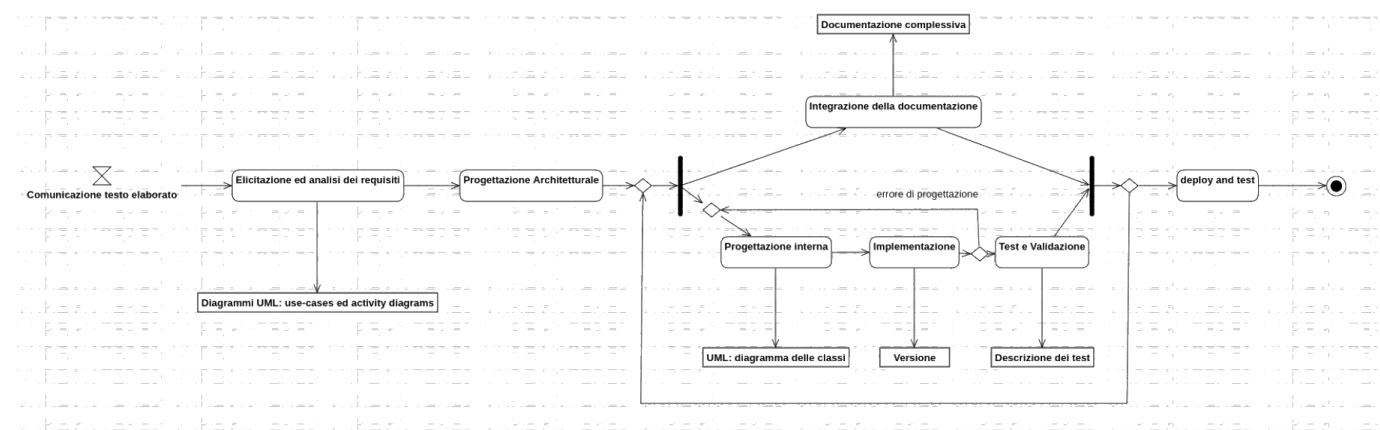 Documentazione complessiva
Integrazione della documentazione
Comunicazione testo elaborato
Elicitazione ed analisi dei requisiti
Progettazione Architetturale
deploy and test
errore di progettazione
Progettazione interna
Implementazione
Test e Validazione
Diagrammi UML: use-cases ed activity diagrams
UML: diagramma delle classi
Versione
Descrizione dei test